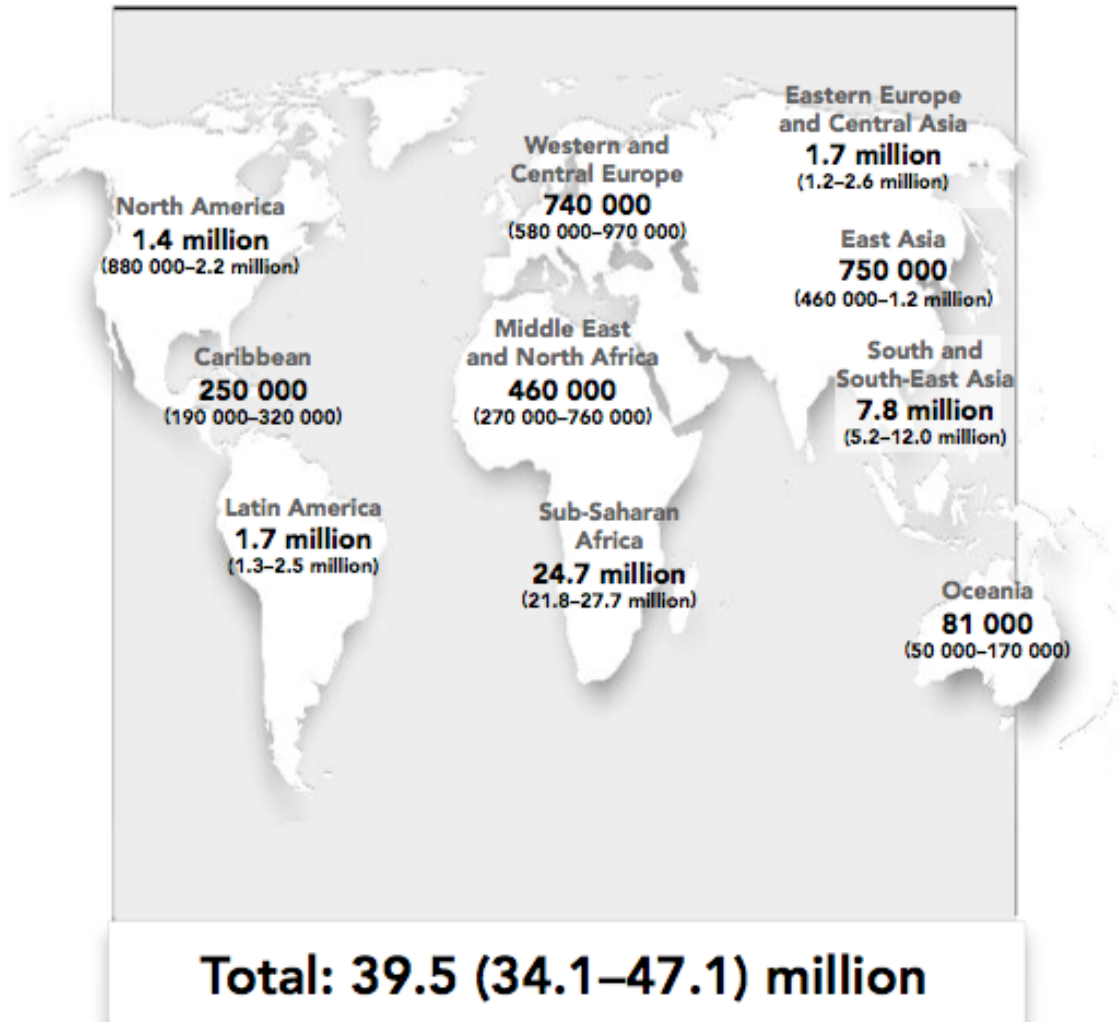 Eastern Europe
and Central Asia
1.7 million
(1.2–2.6 million)
Western and
Central Europe
740 000
(580 000–970 000)
North America
1.4 million
(880 000–2.2 million)
East Asia
750 000
(460 000–1.2 million)
Middle East
and North Africa
460 000
(270 000–760 000)
Caribbean
250 000
(190 000–320 000)
South and
South-East Asia
7.8 million
(5.2–12.0 million)
Latin America
1.7 million
(1.3–2.5 million)
Sub-Saharan
Africa
24.7 million
(21.8–27.7 million)
Oceania
81 000
(50 000–170 000)
Total: 39.5 (34.1–47.1) million